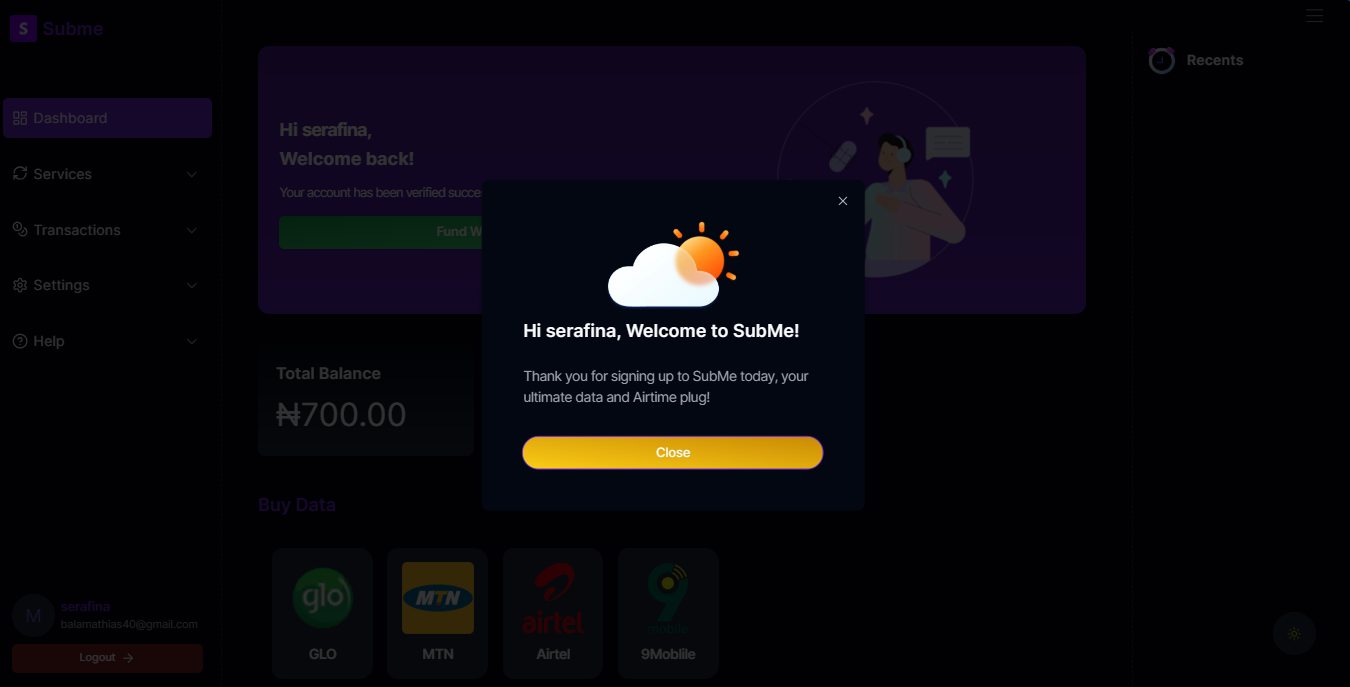 S Subme
Dashboard
Services
Transactions
Settings
Help
M
serafina
balamathias40@gmail.com
Logout
Hi serafina,
Welcome back!
Your account has been verified
Fund
Total Balance
₦700.00
Buy Data
glo
GLO
MTN
MTN
airtel
Airtel
9
mobile
9Moblile
Recents
Hi serafina, Welcome to SubMe!
Thank you for signing up to SubMe today, your
ultimate data and Airtime plug!
Close